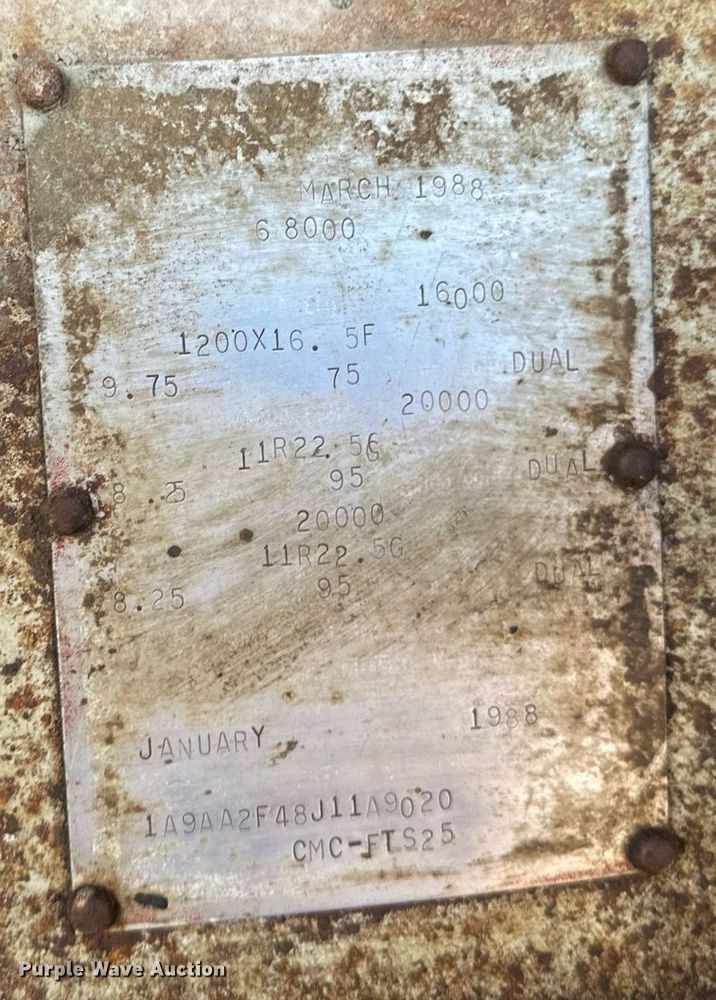 MARCH 1988
68000
16000
1200X16. 5F
9.75 75 DUAL
20000
11R22.5G
8 .25 95 DUAL
20000
11R22.5G
8.25 95 DUAL
JANUARY 1988
1A9AA2F48J11A9020
CMC-FTS25
Purple Wave Auction